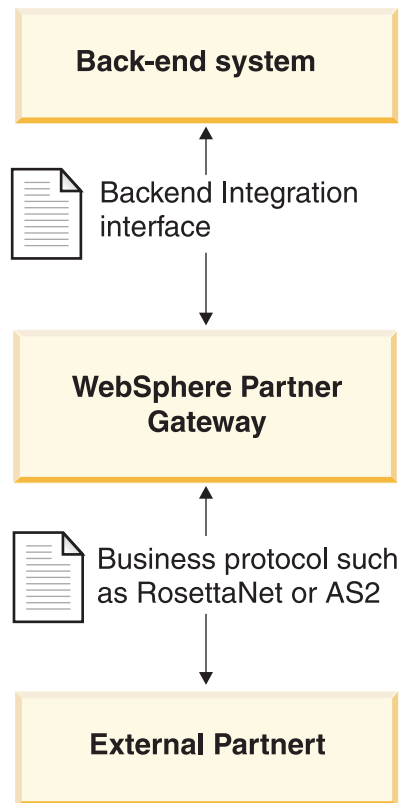 Back-end system
Backend Integration
interface
WebSphere Partner
Gateway
Business protocol such
as RosettaNet or AS2
External Partnert